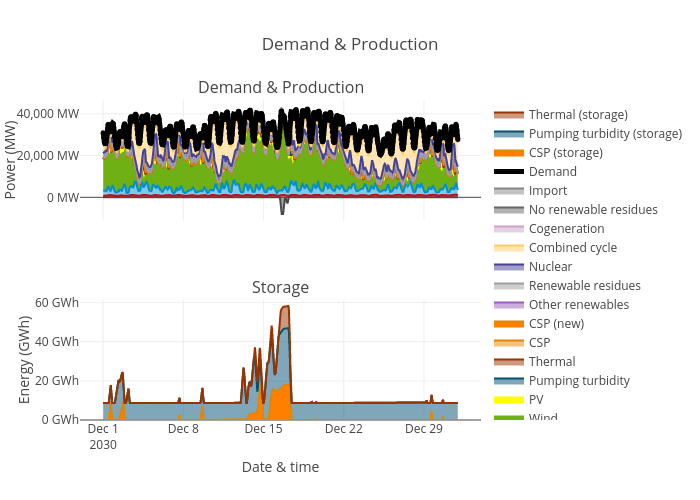 Demand & Production
Demand & Production
Power (MW)
40,000 MW
20,000 MW
0 MW
Storage
Energy (GWh)
60 GWh
40 GWh
20 GWh
0 GWh
Dec 1
2030
Dec 8
Dec 15
Dec 22
Dec 29
Date & time
Thermal (storage)
Pumping turbidity (storage)
CSP (storage)
Demand
Import
No renewable residues
Cogeneration
Combined cycle
Nuclear
Renewable residues
Other renewables
CSP (new)
CSP
Thermal
Pumping turbidity
PV
Wind